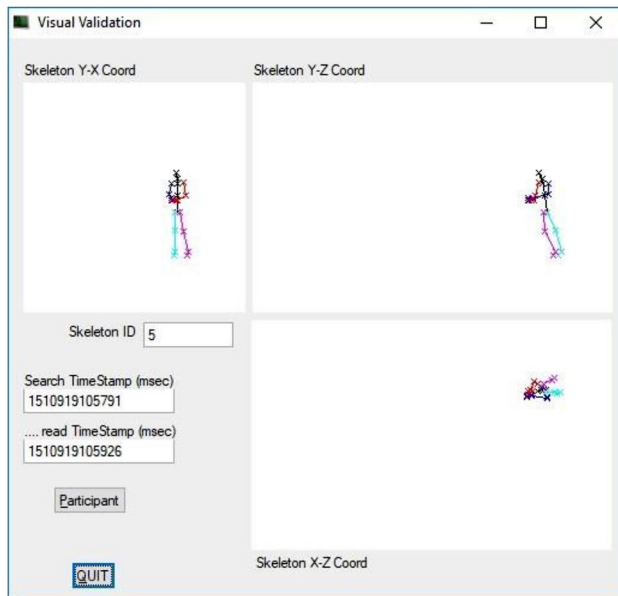 Visual Validation
Skeleton Y-X Coord
Skeleton Y-Z Coord
Skeleton ID
5
Search TimeStamp (msec)
1510919105791
.... read TimeStamp (msec)
1510919105926
Participant
QUIT
Skeleton X-Z Coord